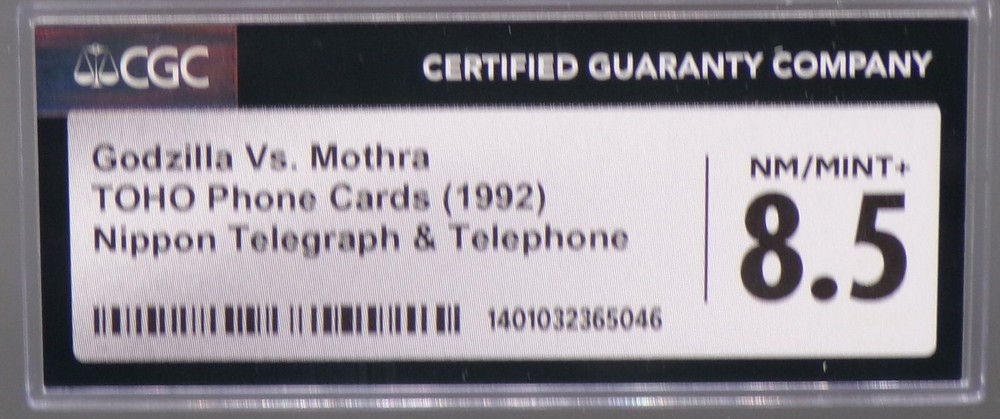 CGC
CERTIFIED GUARANTY COMPANY
Godzilla Vs. Mothra
TOHO Phone Cards (1992)
Nippon Telegraph & Telephone
1401032365046
NM/MINT+
8.5